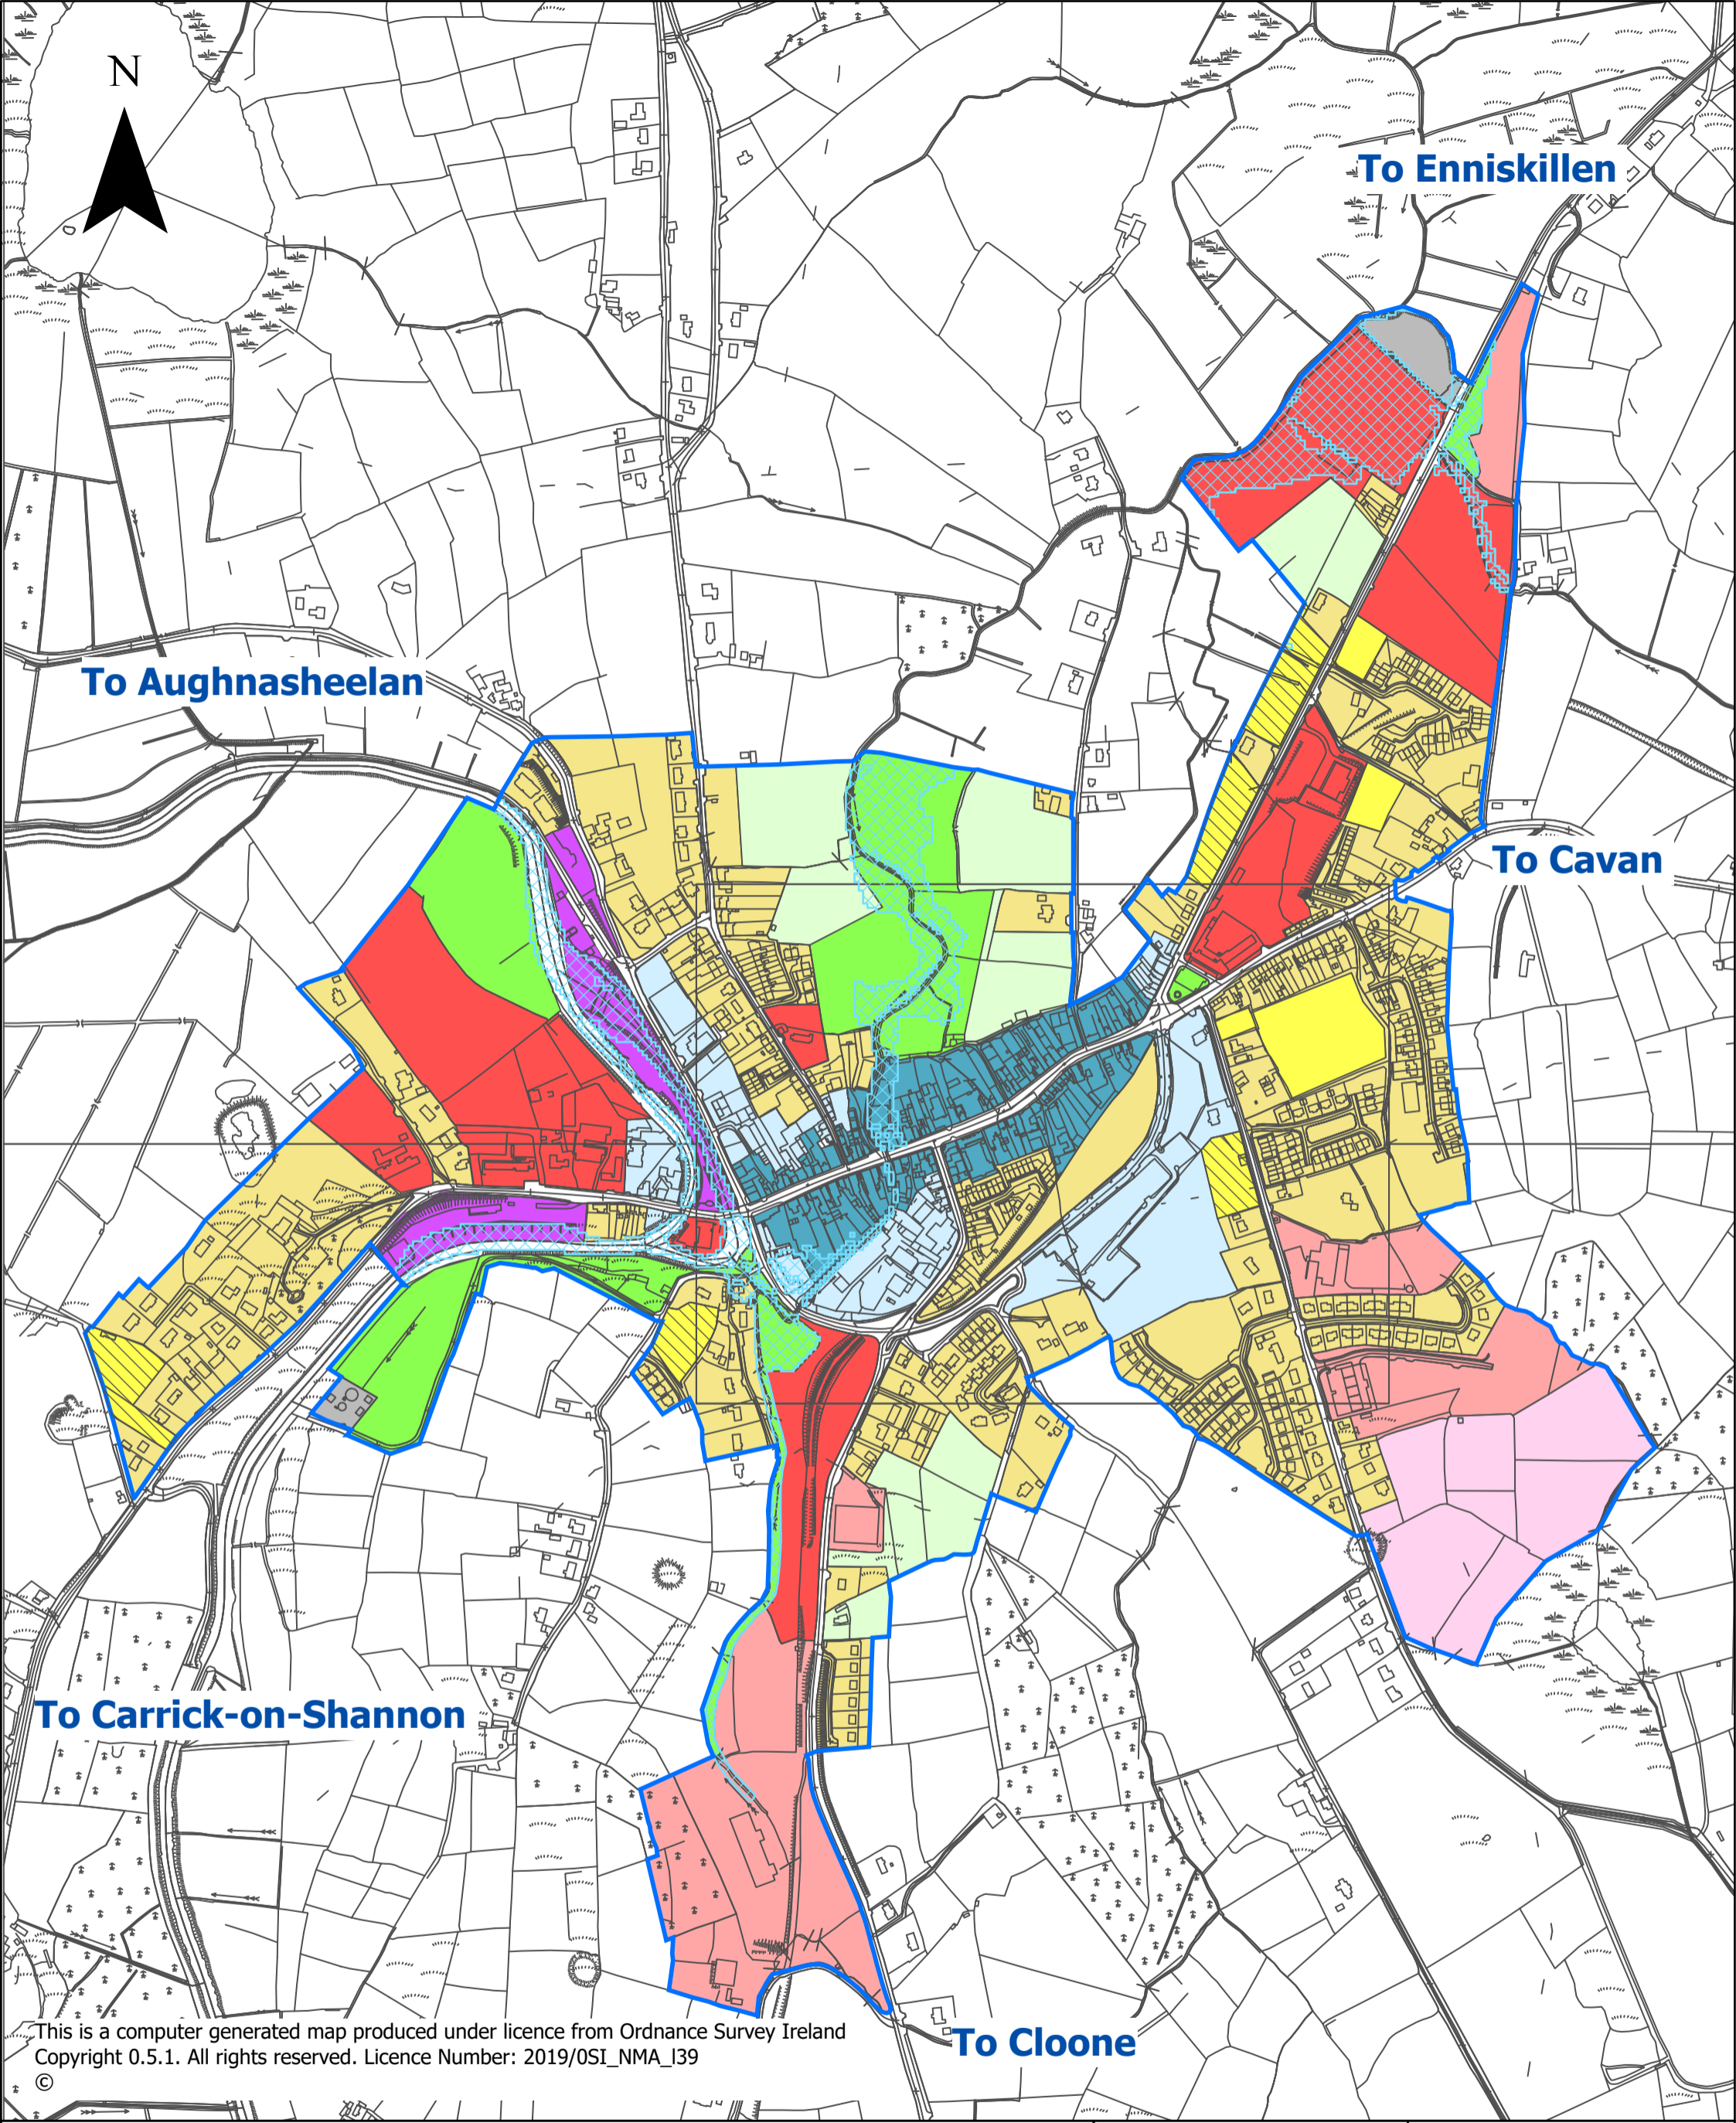 N
To Enniskillen
To Aughnasheelan
To Cavan
To Carrick-on-Shannon
This is a computer generated map produced under licence from Ordnance Survey Ireland
Copyright 0.5.1. All rights reserved. Licence Number: 2019/0SI_NMA_l39
©
To Cloone